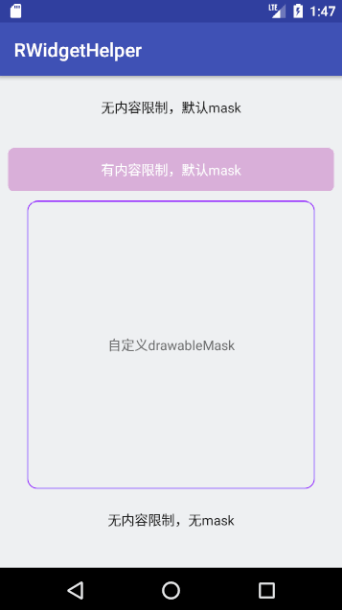 LTE 1:47
RWidgetHelper
无内容限制，默认mask
有内容限制，默认mask
自定义drawableMask
无内容限制，无mask